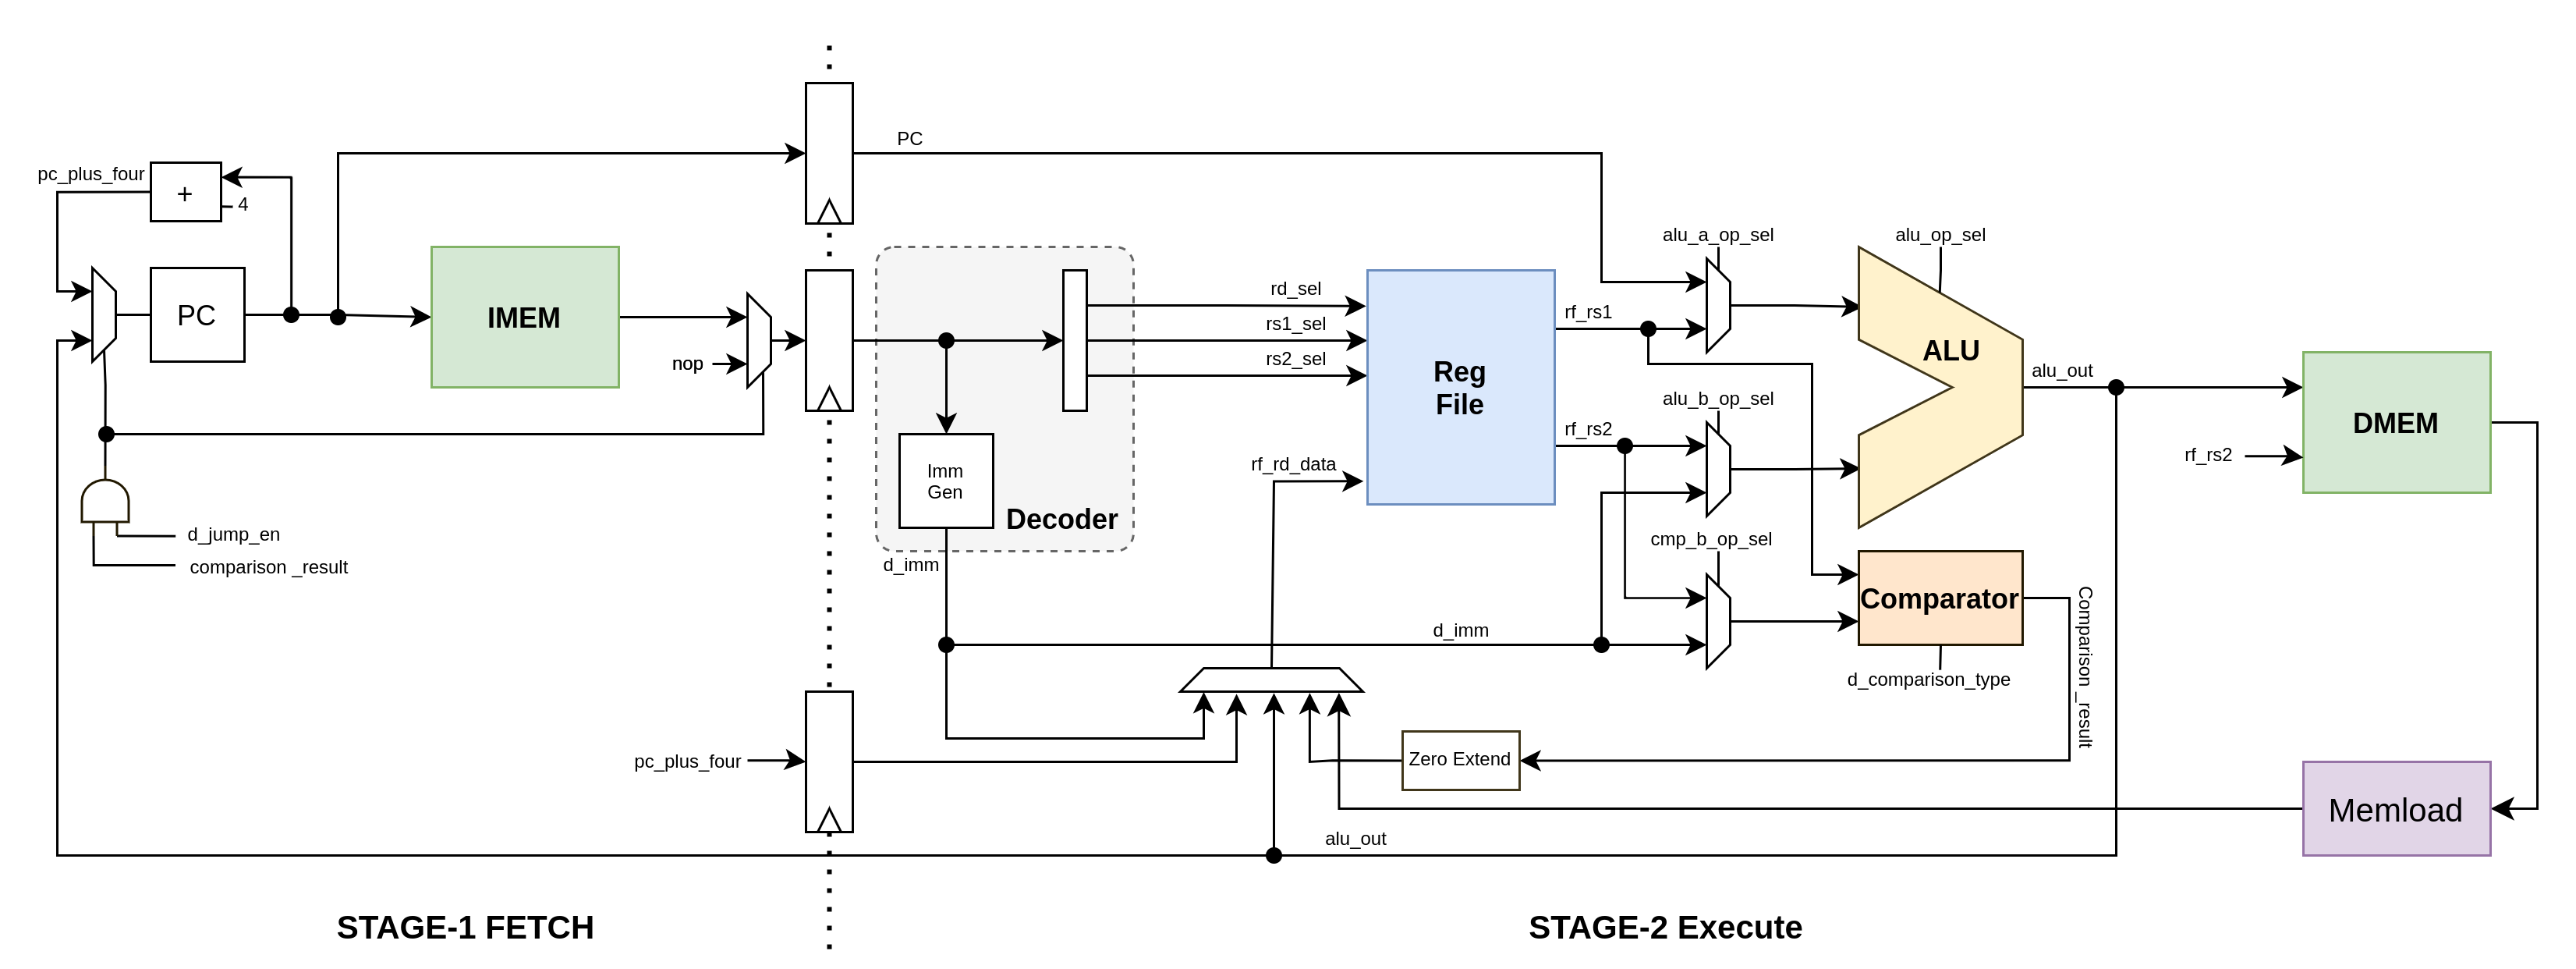 PC
pc_plus_four
+
4
PC
IMEM
nop
d_jump_en
comparison _result
Imm
Gen
Decoder
d_imm
rd_sel
rs1_sel
rs2_sel
rf_rd_data
Reg
File
rf_rs1
rf_rs2
alu_a_op_sel
alu_b_op_sel
cmp_b_op_sel
alu_op_sel
ALU
alu_out
rf_rs2
DMEM
Comparator
d_comparison_type
Comparison _result
d_imm
pc_plus_four
Zero Extend
Memload
alu_out
STAGE-1 FETCH
STAGE-2 Execute